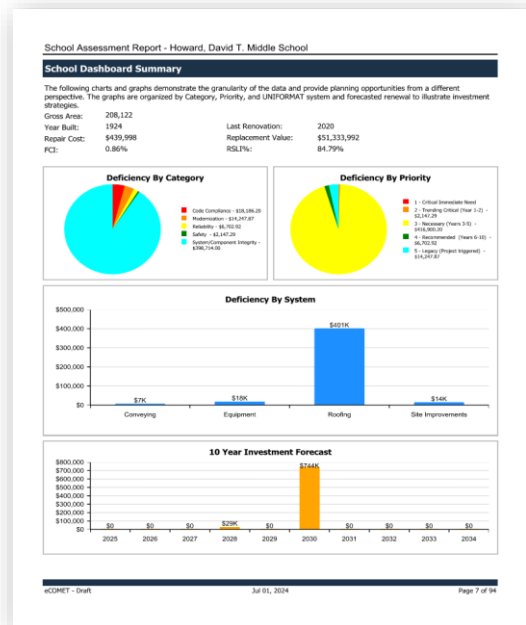 School Assessment Report - Howard, David T. Middle School
School Dashboard Summary
The following charts and graphs demonstrate the granularity of the data and provide planning opportunities from a different
perspective. The graphs are organized by Category, Priority, and UNIFORMAT system and forecasted renewal to illustrate investment
strategies.
Gross Area: 208,122
Year Built: 1924 Last Renovation: 2020
Repair Cost: $439,998 Replacement Value: $51,333,992
FCI: 0.86% RSLI%: 84.79%
Deficiency By Category
Code Compliance - $18,186.20
Modernization - $14,247.87
Reliability - $6,702.92
Safety - $2,147.29
System/Component Integrity -
$398,714.00
Deficiency By Priority
1 - Critical Immediate Need
2 - Trending Critical (Year 1-2) -
$2,147.29
3 - Necessary (Years 3-5) -
$416,900.20
4 - Recommended (Years 6-10) -
$6,702.92
5 - Legacy (Project triggered) -
$14,247.87
Deficiency By System
$500,000
$400,000
$300,000
$200,000
$100,000
$0
$7K
$18K
$401K
$14K
Conveying
Equipment
Roofing
Site Improvements
10 Year Investment Forecast
$800,000
$700,000
$600,000
$500,000
$400,000
$300,000
$200,000
$100,000
$0
$0 $0 $0 $29K $0 $744K $0 $0 $0 $0
2025 2026 2027 2028 2029 2030 2031 2032 2033 2034
eCOMET - Draft Jul 01, 2024 Page 7 of 94